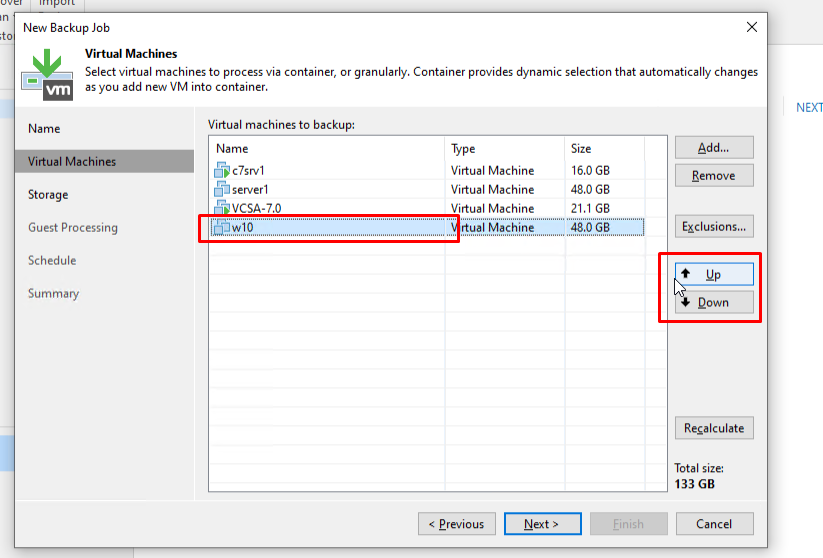 over
Import
New Backup Job
Virtual Machines
Select virtual machines to process via container, or granularly. Container provides dynamic selection that automatically changes
as you add new VM into container.
vm
NEXT
Name
Virtual Machines
Storage
Guest Processing
Schedule
Summary
Virtual machines to backup:
Name Type Size
c7srv1 Virtual Machine 16.0 GB
server1 Virtual Machine 48.0 GB
VCSA-7.0 Virtual Machine 21.1 GB
w10 Virtual Machine 48.0 GB
Add...
Remove
Exclusions...
Up
Down
Recalculate
Total size:
133 GB
< Previous Next > Finish Cancel